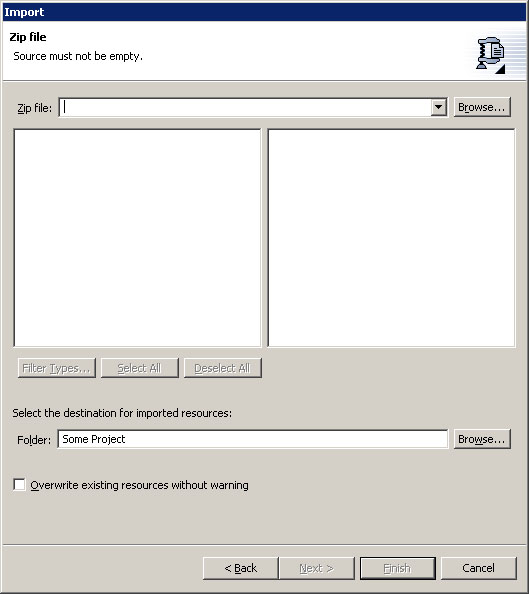 Import
Zip file
Source must not be empty.
Zip file:
Browse...
Filter Types... Select All Deselect All
Select the destination for imported resources:
Folder: Some Project Browse...
Overwrite existing resources without warning
< Back Next > Finish Cancel